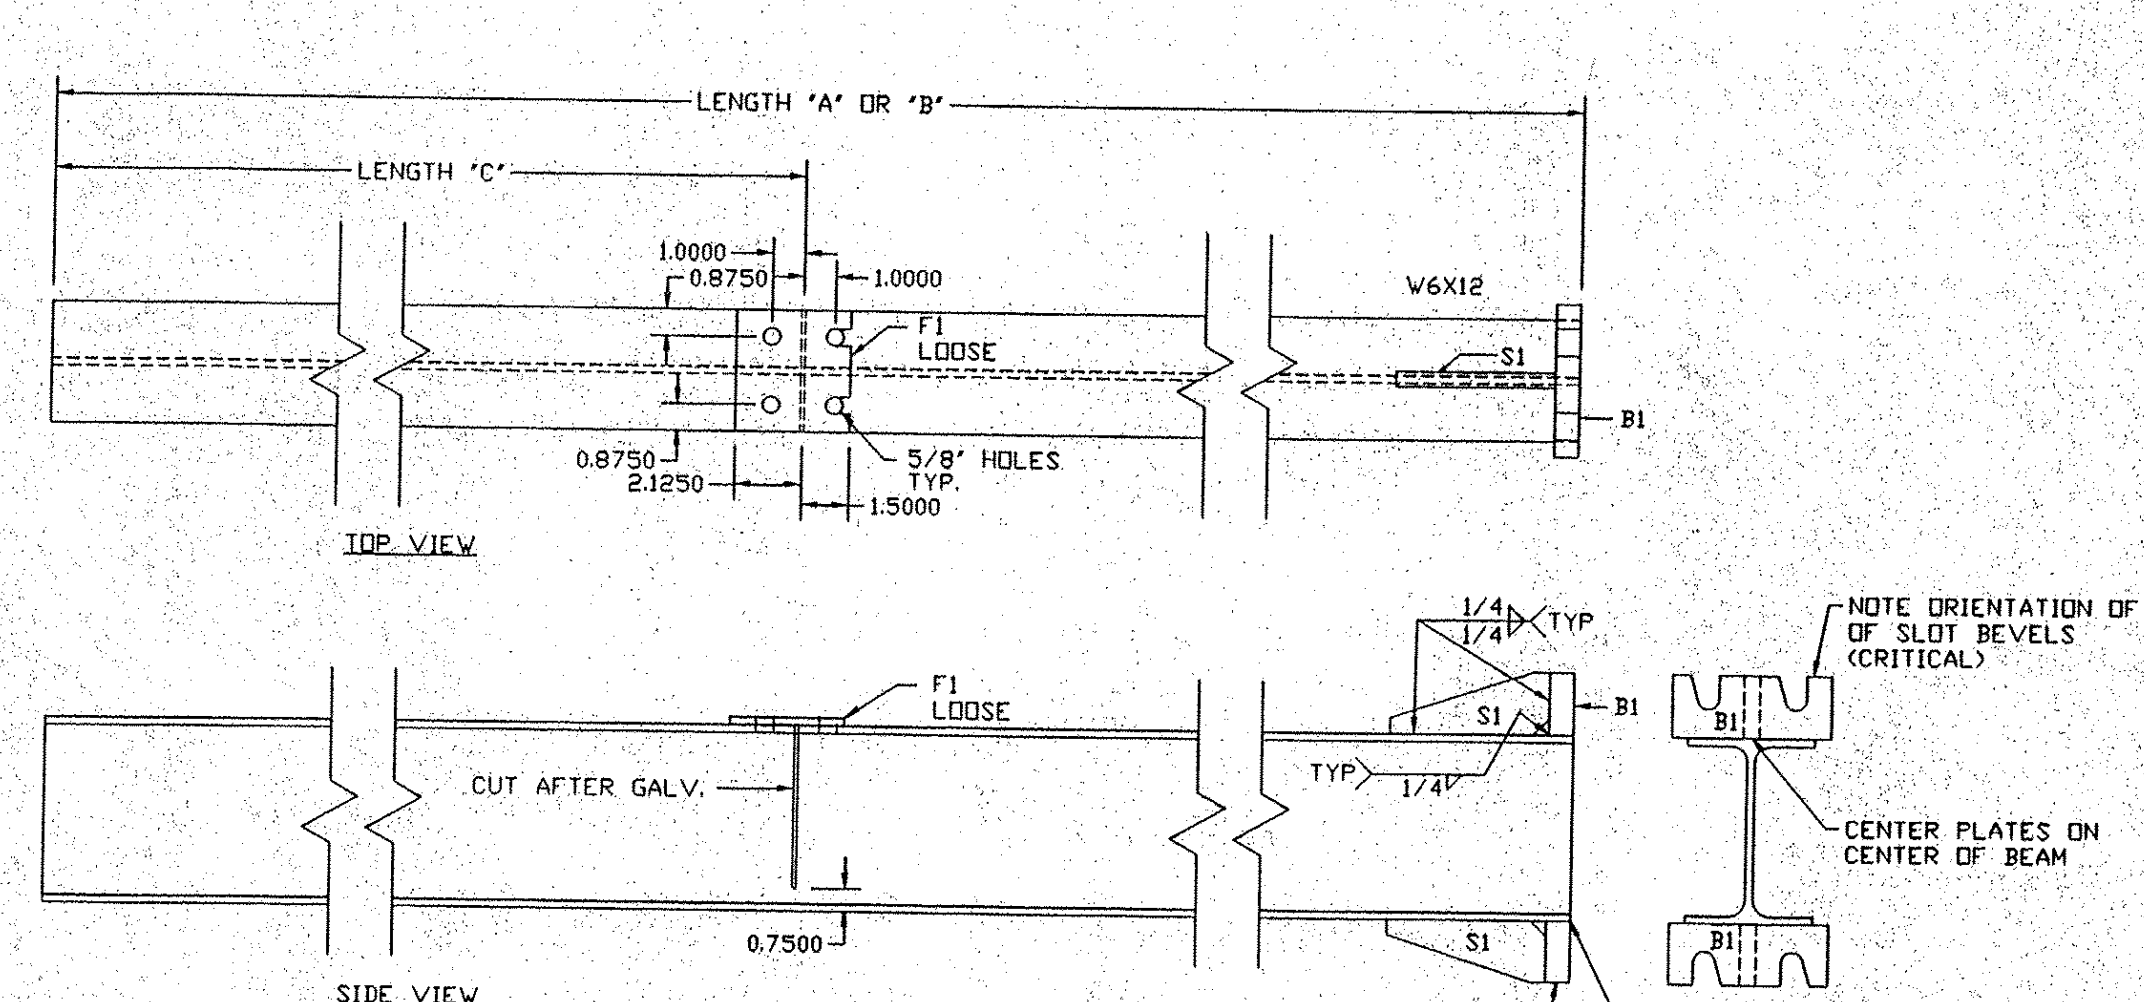 LENGTH 'A' OR 'B'
LENGTH 'C'
1.0000
0.8750
1.0000
W6X12
F1
LOOSE
S1
B1
0.8750
5/8" HOLES
TYP.
2.1250
1.5000
TOP VIEW
1/4
1/4
TYP
NOTE ORIENTATION OF
OF SLOT BEVELS
(CRITICAL)
F1
LOOSE
S1
B1
B1
TYP
1/4
CUT AFTER GALV.
CENTER PLATES ON
CENTER OF BEAM
0.7500
S1
B1
SIDE VIEW